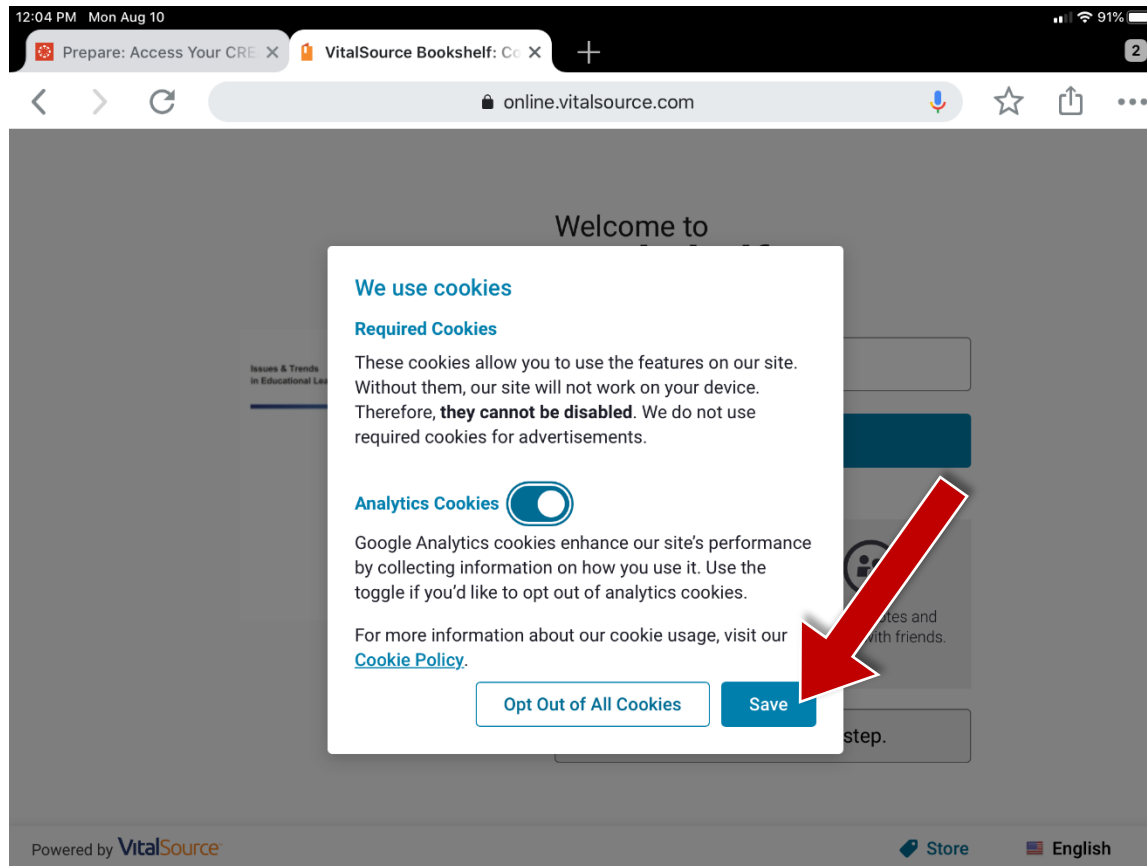 12:04 PM Mon Aug 10 91%
Prepare: Access Your CRE VitalSource Bookshelf: Co 2
online.vitalsource.com
Welcome to
We use cookies
Required Cookies
These cookies allow you to use the features on our site.
Without them, our site will not work on your device.
Therefore, they cannot be disabled. We do not use
required cookies for advertisements.
Issues & Trends
in Educational Lea
Analytics Cookies
Google Analytics cookies enhance our site's performance
by collecting information on how you use it. Use the
toggle if you'd like to opt out of analytics cookies.
For more information about our cookie usage, visit our
Cookie Policy.
and
with friends.
Opt Out of All Cookies Save
step.
Powered by VitalSource Store English